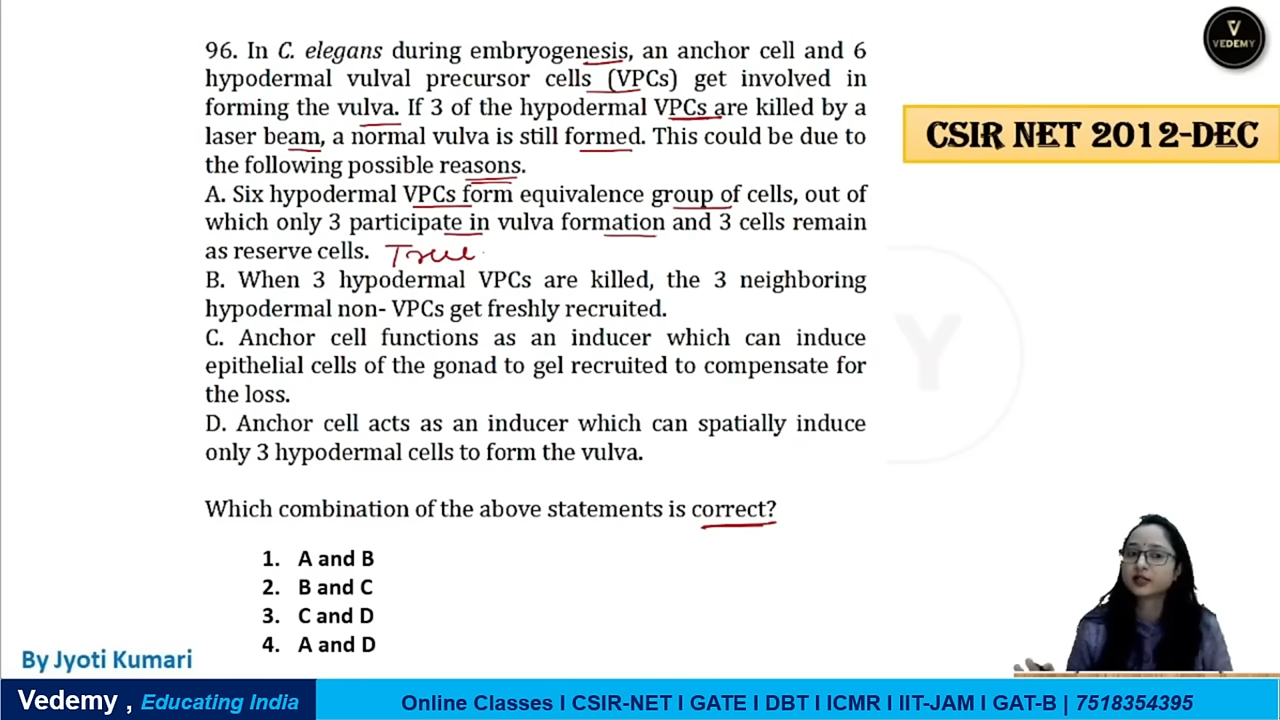 96. In C. elegans during embryogenesis, an anchor cell and 6
hypodermal vulval precursor cells (VPCs) get involved in
forming the vulva. If 3 of the hypodermal VPCs are killed by a
laser beam, a normal vulva is still formed. This could be due to
the following possible reasons.
A. Six hypodermal VPCs form equivalence group of cells, out of
which only 3 participate in vulva formation and 3 cells remain
as reserve cells. True
B. When 3 hypodermal VPCs are killed, the 3 neighboring
hypodermal non- VPCs get freshly recruited.
C. Anchor cell functions as an inducer which can induce
epithelial cells of the gonad to gel recruited to compensate for
the loss.
D. Anchor cell acts as an inducer which can spatially induce
only 3 hypodermal cells to form the vulva.
Which combination of the above statements is correct?
1. A and B
2. B and C
3. C and D
4. A and D
V
VEDEMY
CSIR NET 2012-DEC
Y
By Jyoti Kumari
Vedemy , Educating India
Online Classes I CSIR-NET I GATE I DBT I ICMR I IIT-JAM I GAT-B | 7518354395